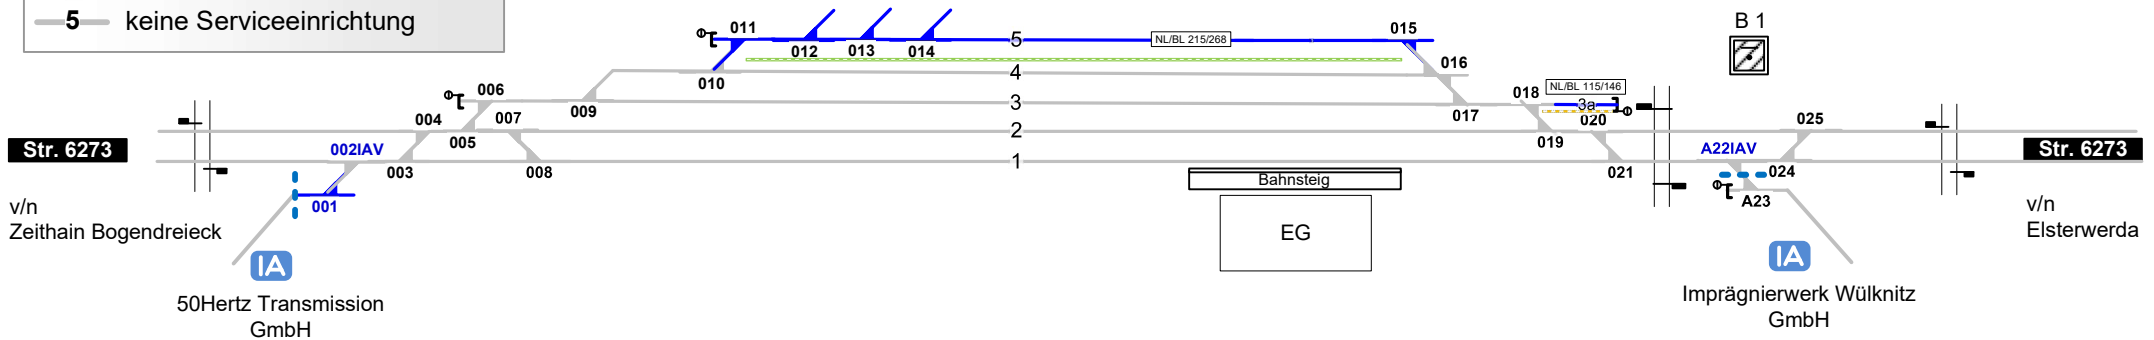 5 keine Serviceeinrichtung
011
012
013
014
5
NL/BL 215/268
015
B 1
010
4
016
006
009
3
017
018
NL/BL 115/146
3a
020
004
005
007
2
019
025
Str. 6273
002IAV
003
008
1
021
A22IAV
024
Str. 6273
001
Bahnsteig
A23
v/n
Zeithain Bogendreieck
EG
v/n
Elsterwerda
IA
50Hertz Transmission
GmbH
IA
Imprägnierwerk Wülknitz
GmbH